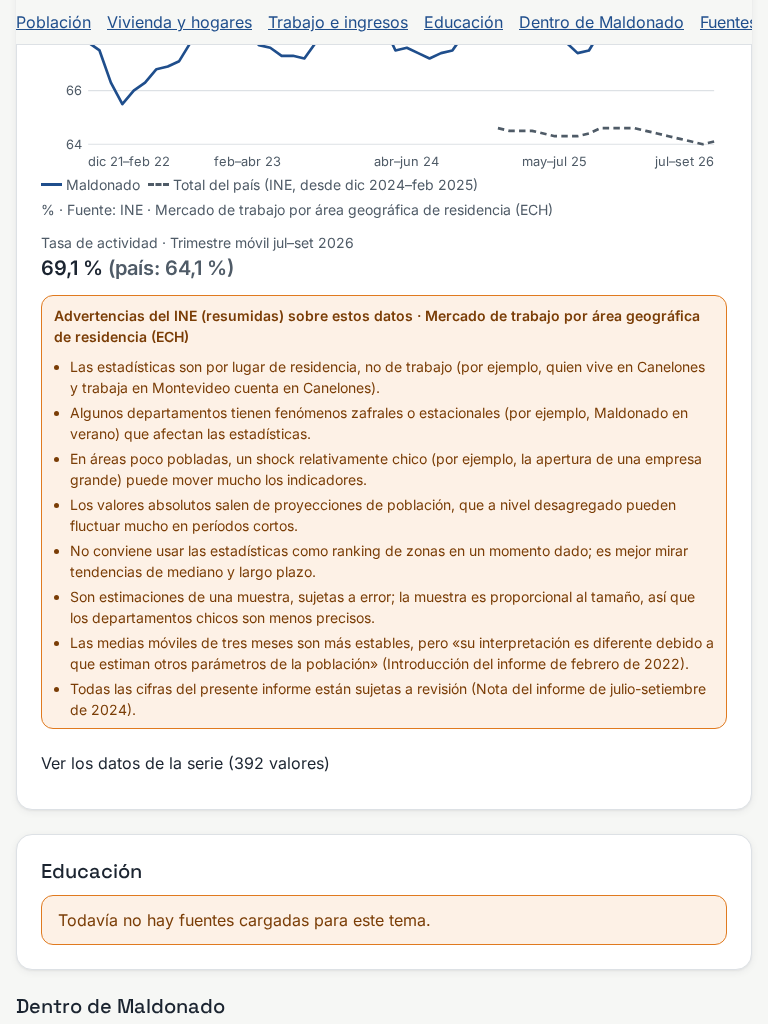 Población Vivienda y hogares Trabajo e ingresos Educación Dentro de Maldonado Fuentes
66
64
dic 21–feb 22 feb–abr 23 abr–jun 24 may–jul 25 jul–set 26
Maldonado Total del país (INE, desde dic 2024–feb 2025)
% · Fuente: INE · Mercado de trabajo por área geográfica de residencia (ECH)
Tasa de actividad · Trimestre móvil jul–set 2026
69,1 % (país: 64,1 %)
Advertencias del INE (resumidas) sobre estos datos · Mercado de trabajo por área geográfica
de residencia (ECH)
• Las estadísticas son por lugar de residencia, no de trabajo (por ejemplo, quien vive en Canelones
y trabaja en Montevideo cuenta en Canelones).
• Algunos departamentos tienen fenómenos zafrales o estacionales (por ejemplo, Maldonado en
verano) que afectan las estadísticas.
• En áreas poco pobladas, un shock relativamente chico (por ejemplo, la apertura de una empresa
grande) puede mover mucho los indicadores.
• Los valores absolutos salen de proyecciones de población, que a nivel desagregado pueden
fluctuar mucho en períodos cortos.
• No conviene usar las estadísticas como ranking de zonas en un momento dado; es mejor mirar
tendencias de mediano y largo plazo.
• Son estimaciones de una muestra, sujetas a error; la muestra es proporcional al tamaño, así que
los departamentos chicos son menos precisos.
• Las medias móviles de tres meses son más estables, pero «su interpretación es diferente debido a
que estiman otros parámetros de la población» (Introducción del informe de febrero de 2022).
• Todas las cifras del presente informe están sujetas a revisión (Nota del informe de julio-setiembre
de 2024).
Ver los datos de la serie (392 valores)
Educación
Todavía no hay fuentes cargadas para este tema.
Dentro de Maldonado